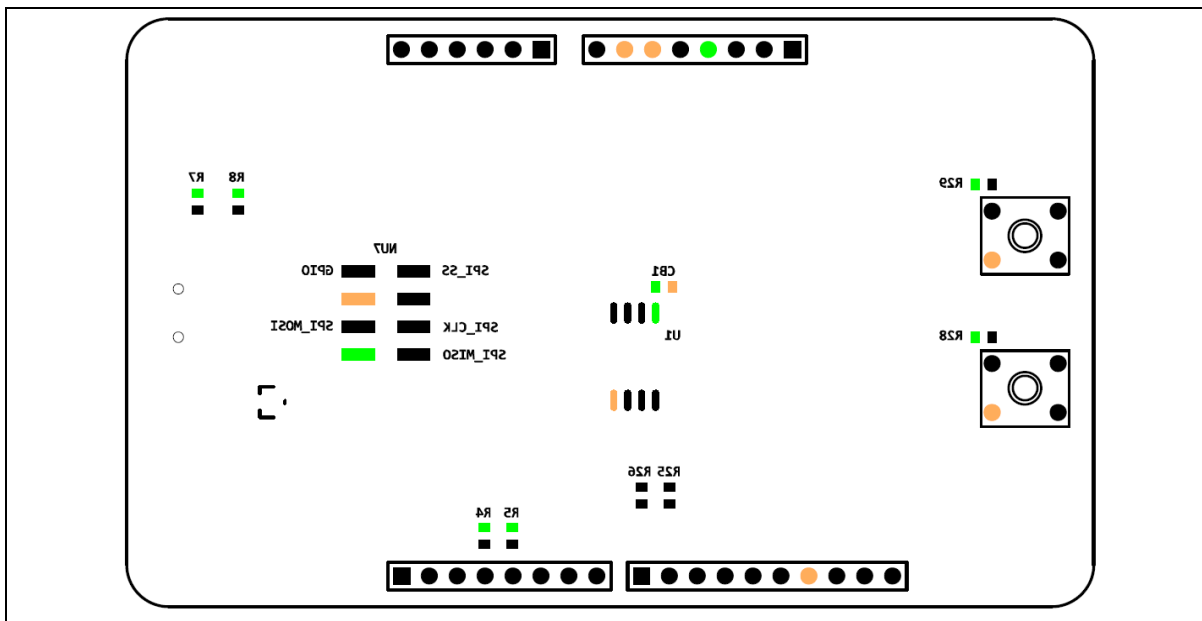 R7 R8
R29
NU7
GPIO SPI_SS
CB1
SPI_MOSI SPI_CLK
U1
R28
SPI_MISO
R26 R25
R4 R5